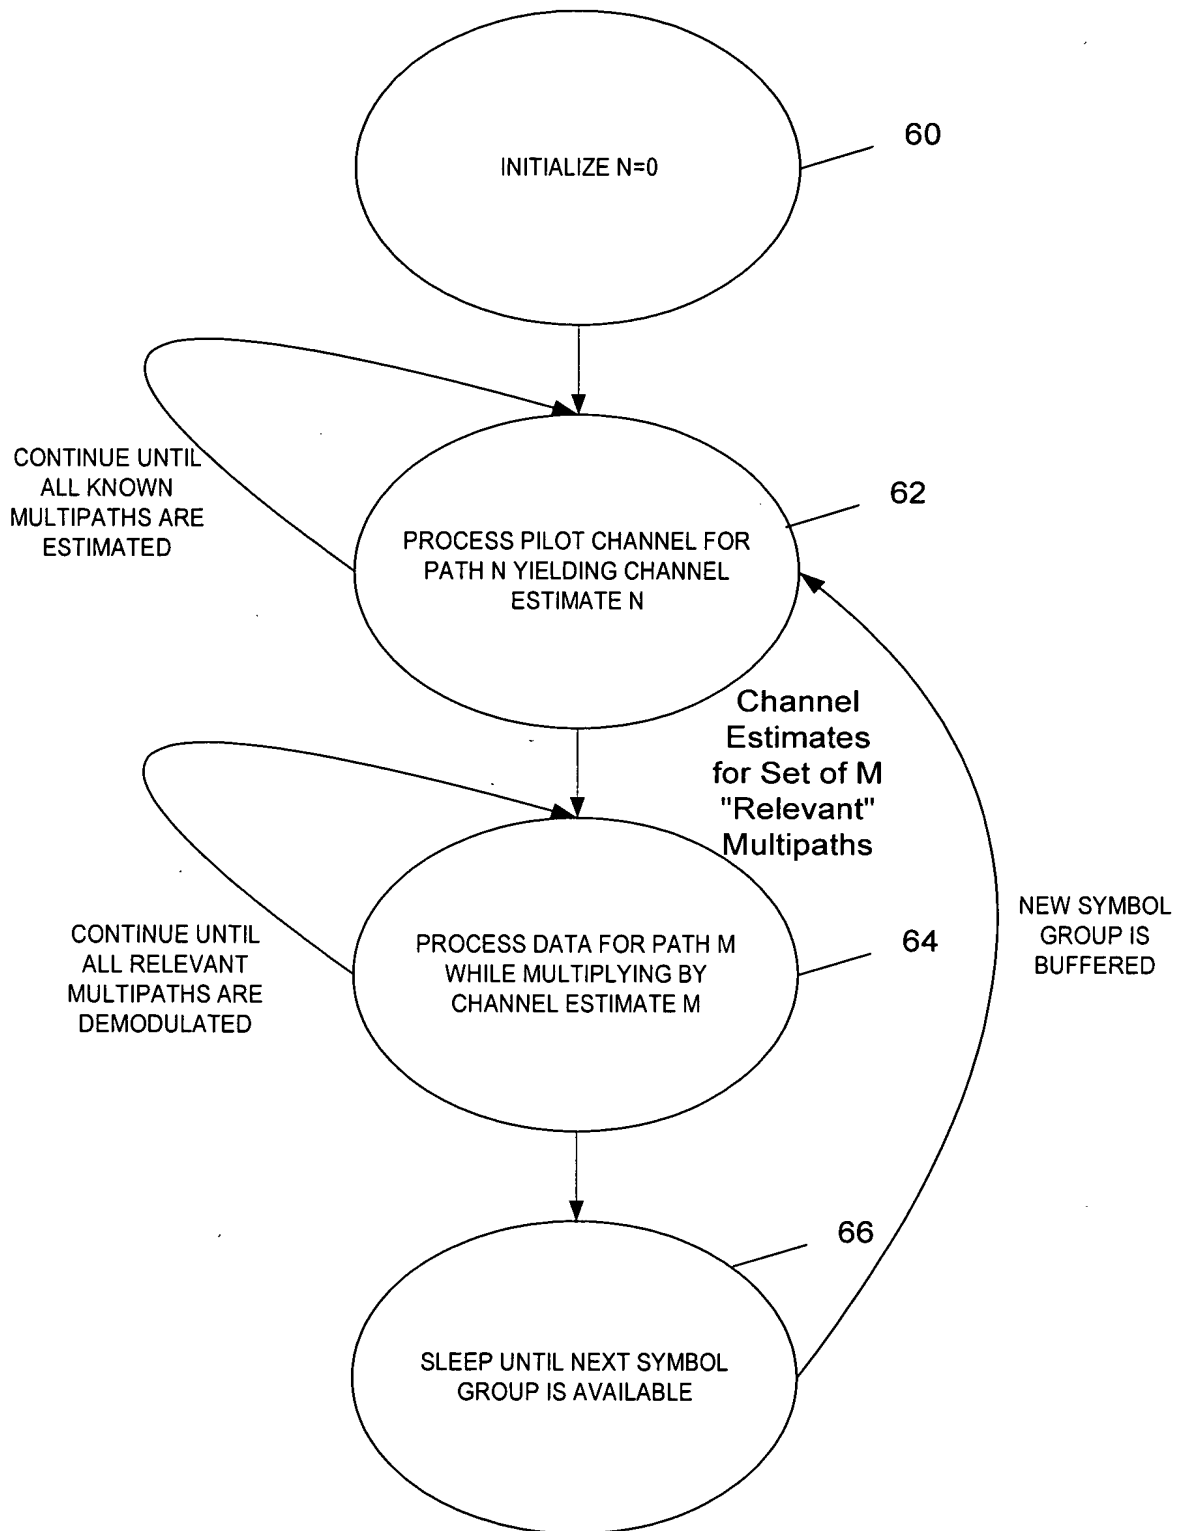 60
INITIALIZE N=0
CONTINUE UNTIL
ALL KNOWN
MULTIPATHS ARE
ESTIMATED
62
PROCESS PILOT CHANNEL FOR
PATH N YIELDING CHANNEL
ESTIMATE N
Channel
Estimates
for Set of M
"Relevant"
Multipaths
CONTINUE UNTIL
ALL RELEVANT
MULTIPATHS ARE
DEMODULATED
PROCESS DATA FOR PATH M
WHILE MULTIPLYING BY
CHANNEL ESTIMATE M
64
NEW SYMBOL
GROUP IS
BUFFERED
66
SLEEP UNTIL NEXT SYMBOL
GROUP IS AVAILABLE